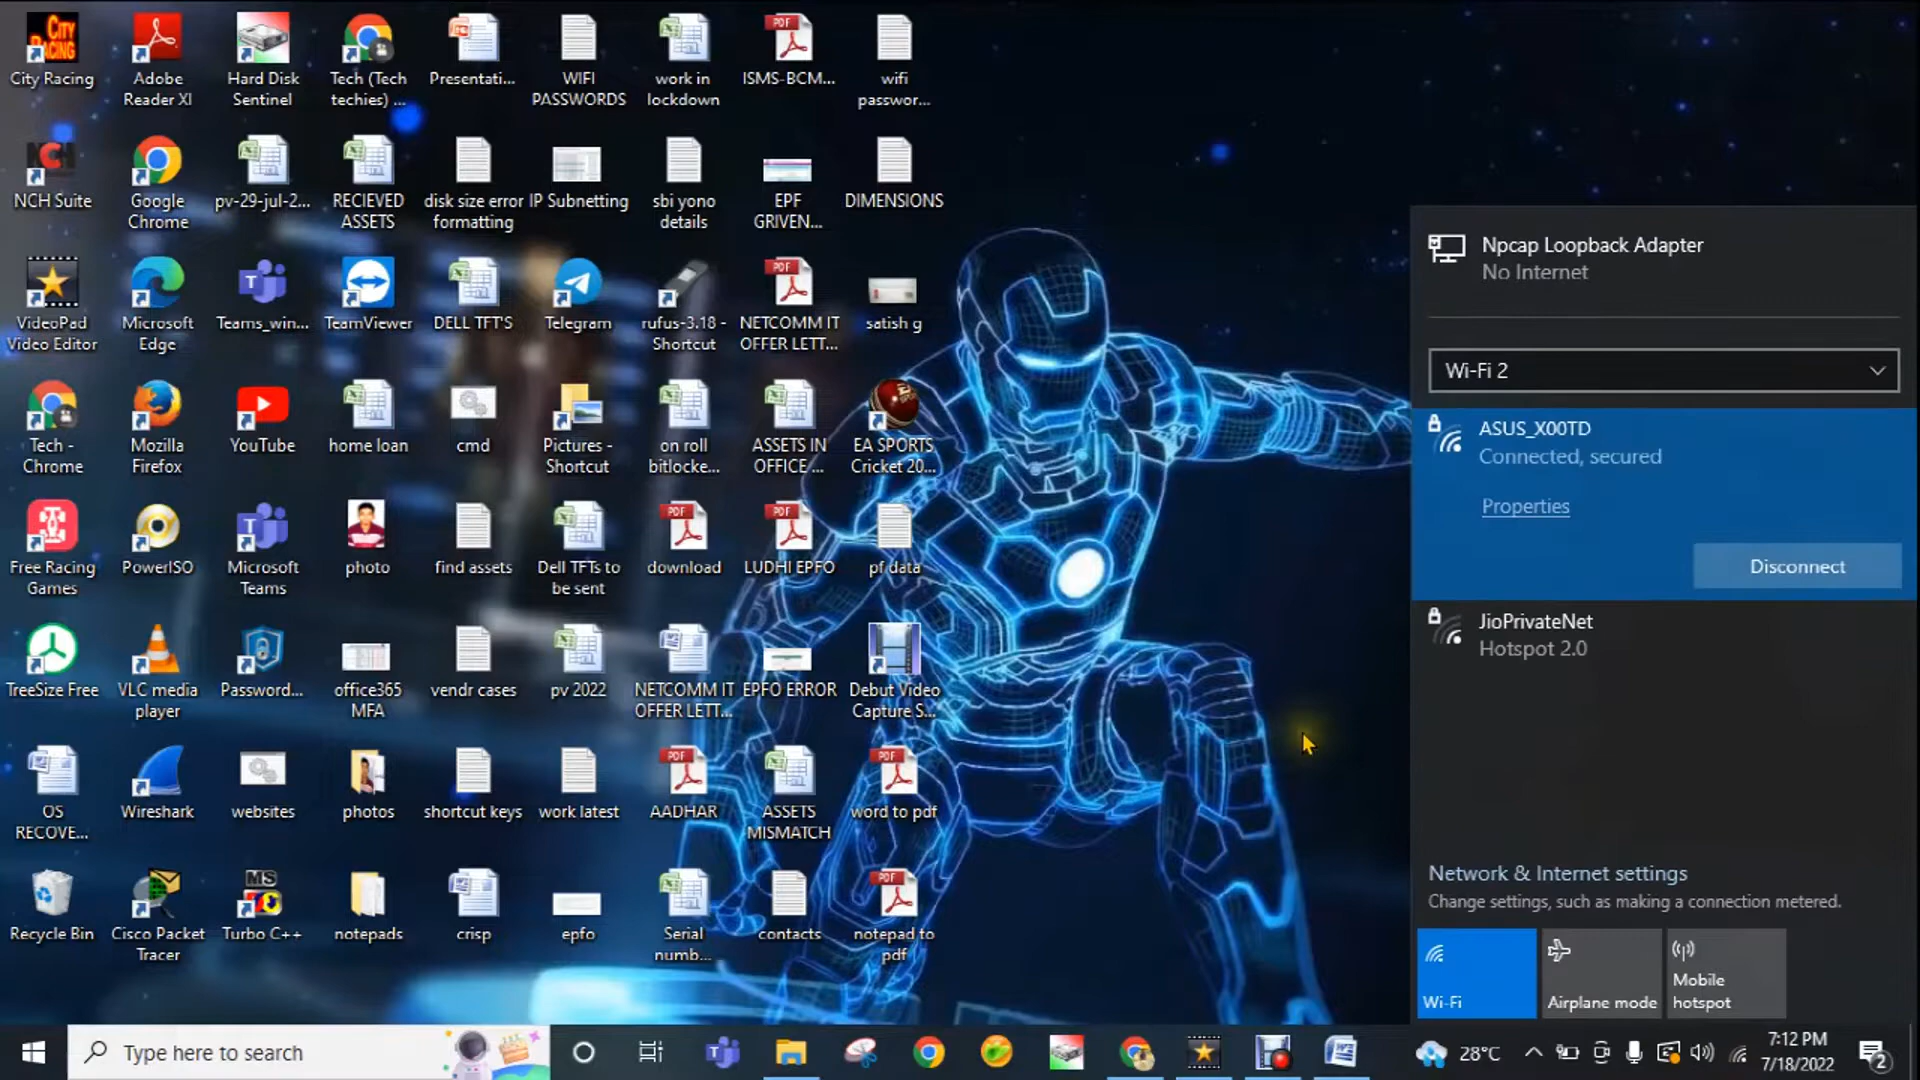 City Racing
Adobe
Reader XI
Hard Disk
Sentinel
Tech (Tech
techies) ...
Presentati...
WIFI
PASSWORDS
work in
lockdown
ISMS-BCM...
wifi
passwor...
NCH Suite
Google
Chrome
pv-29-jul-2...
RECIEVED
ASSETS
disk size error
formatting
IP Subnetting
sbi yono
details
EPF
GRIVEN...
DIMENSIONS
VideoPad
Video Editor
Microsoft
Edge
Teams_win...
TeamViewer
DELL TFT'S
Telegram
rufus-3.18 -
Shortcut
NETCOMM IT
OFFER LETT...
satish g
Tech -
Chrome
Mozilla
Firefox
YouTube
home loan
cmd
Pictures -
Shortcut
on roll
bitlocke...
ASSETS IN
OFFICE ...
EA SPORTS
Cricket 20...
Free Racing
Games
PowerISO
Microsoft
Teams
photo
find assets
Dell TFTs to
be sent
download
LUDHI EPFO
pf data
TreeSize Free
VLC media
player
Password...
office365
MFA
vendr cases
pv 2022
NETCOMM IT
OFFER LETT...
EPFO ERROR
Debut Video
Capture S...
OS
RECOVE...
Wireshark
websites
photos
shortcut keys
work latest
AADHAR
ASSETS
MISMATCH
word to pdf
Recycle Bin
Cisco Packet
Tracer
Turbo C++
notepads
crisp
epfo
Serial
numb...
contacts
notepad to
pdf
Npcap Loopback Adapter
No Internet
Wi-Fi 2
ASUS_X00TD
Connected, secured
Properties
Disconnect
JioPrivateNet
Hotspot 2.0
Network & Internet settings
Change settings, such as making a connection metered.
Wi-Fi
Airplane mode
Mobile
hotspot
Type here to search
28°C
7:12 PM
7/18/2022
2